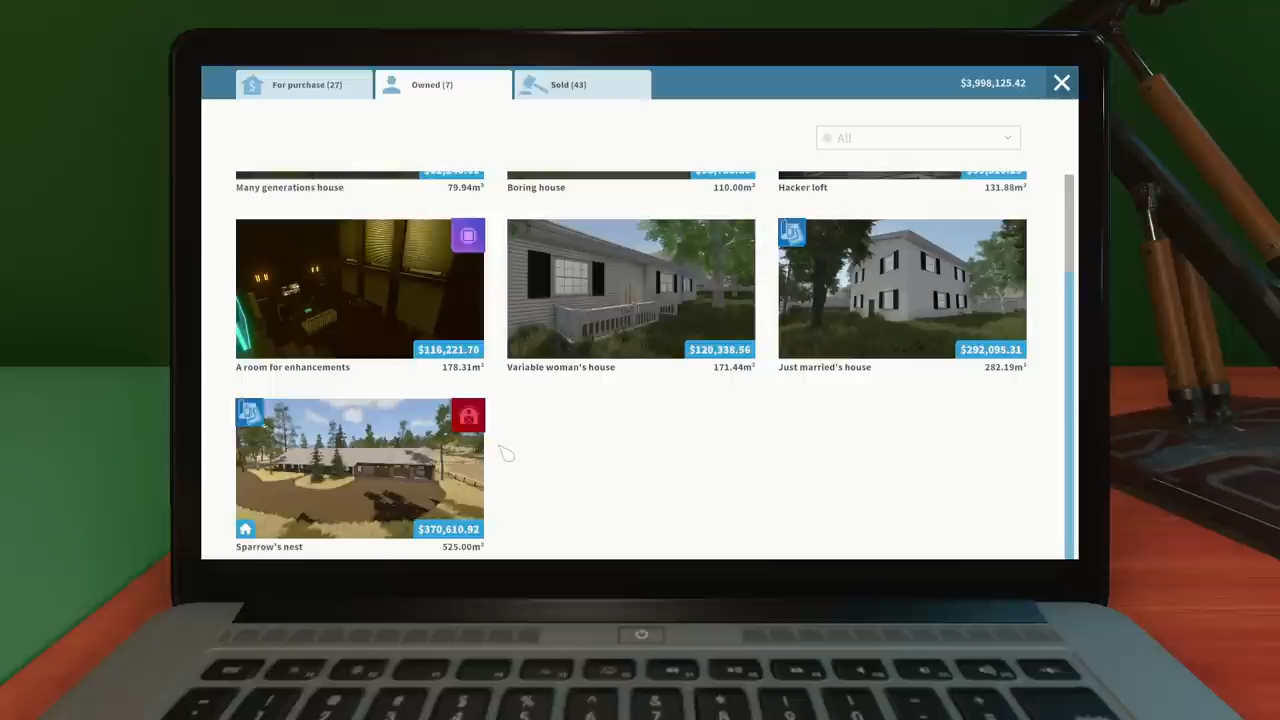 For purchase (27)
Owned (7)
Sold (43)
$3,998,125.42
All
Many generations house
79.94m²
Boring house
110.00m²
Hacker loft
131.88m²
$116,221.70
A room for enhancements
178.31m²
$120,338.56
Variable woman's house
171.44m²
$292,095.31
Just married's house
282.19m²
$370,610.92
Sparrow's nest
525.00m²